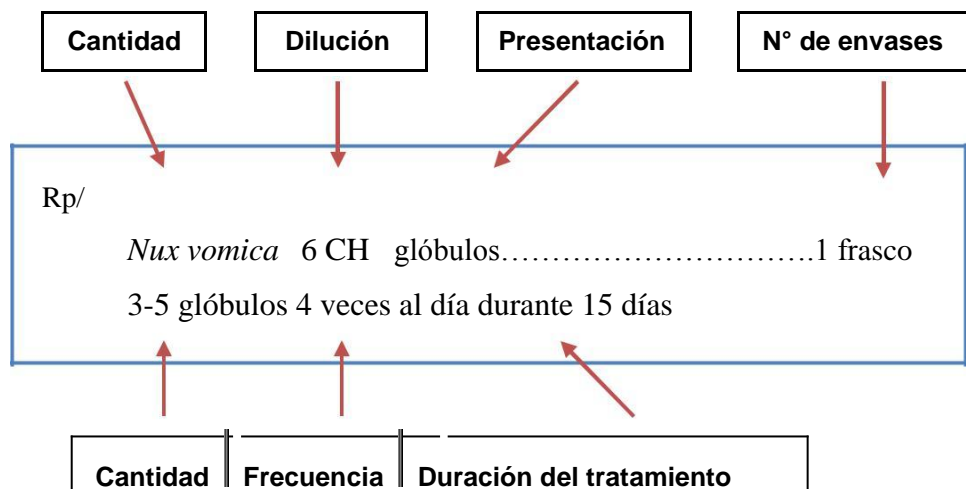 Cantidad Dilución Presentación N° de envases
Rp/
Nux vomica 6 CH glóbulos…………………………….1 frasco
3-5 glóbulos 4 veces al día durante 15 días
Cantidad Frecuencia Duración del tratamiento